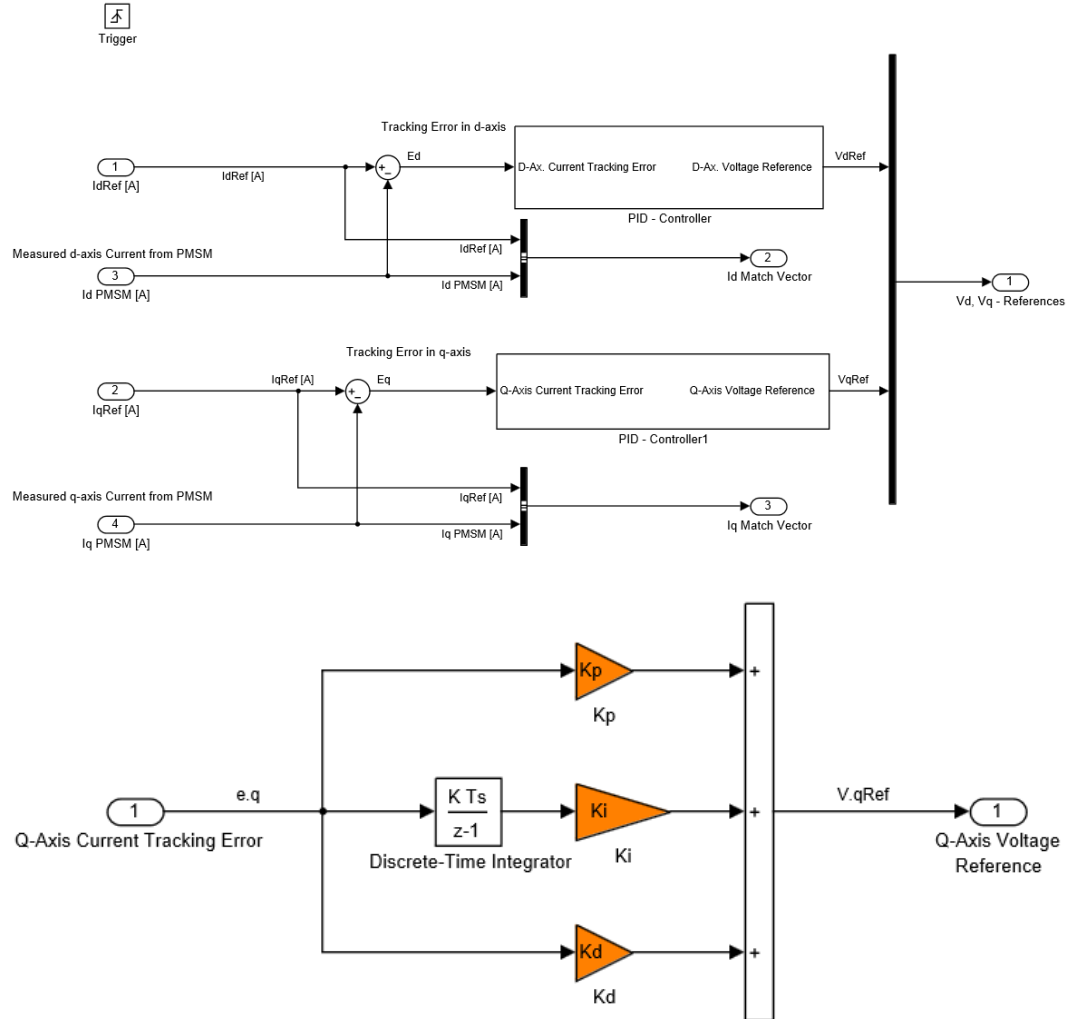 Trigger
Tracking Error in d-axis
1
IdRef [A]
IdRef [A]
+
−
Ed
D-Ax. Current Tracking Error
D-Ax. Voltage Reference
VdRef
PID - Controller
Measured d-axis Current from PMSM
3
Id PMSM [A]
IdRef [A]
Id PMSM [A]
2
Id Match Vector
1
Vd, Vq - References
Tracking Error in q-axis
2
IqRef [A]
IqRef [A]
+
−
Eq
Q-Axis Current Tracking Error
Q-Axis Voltage Reference
VqRef
PID - Controller1
Measured q-axis Current from PMSM
4
Iq PMSM [A]
IqRef [A]
Iq PMSM [A]
3
Iq Match Vector
Kp
+
Kp
1
Q-Axis Current Tracking Error
e.q
K Ts
z-1
Discrete-Time Integrator
Ki
+
Ki
V.qRef
1
Q-Axis Voltage
Reference
Kd
+
Kd